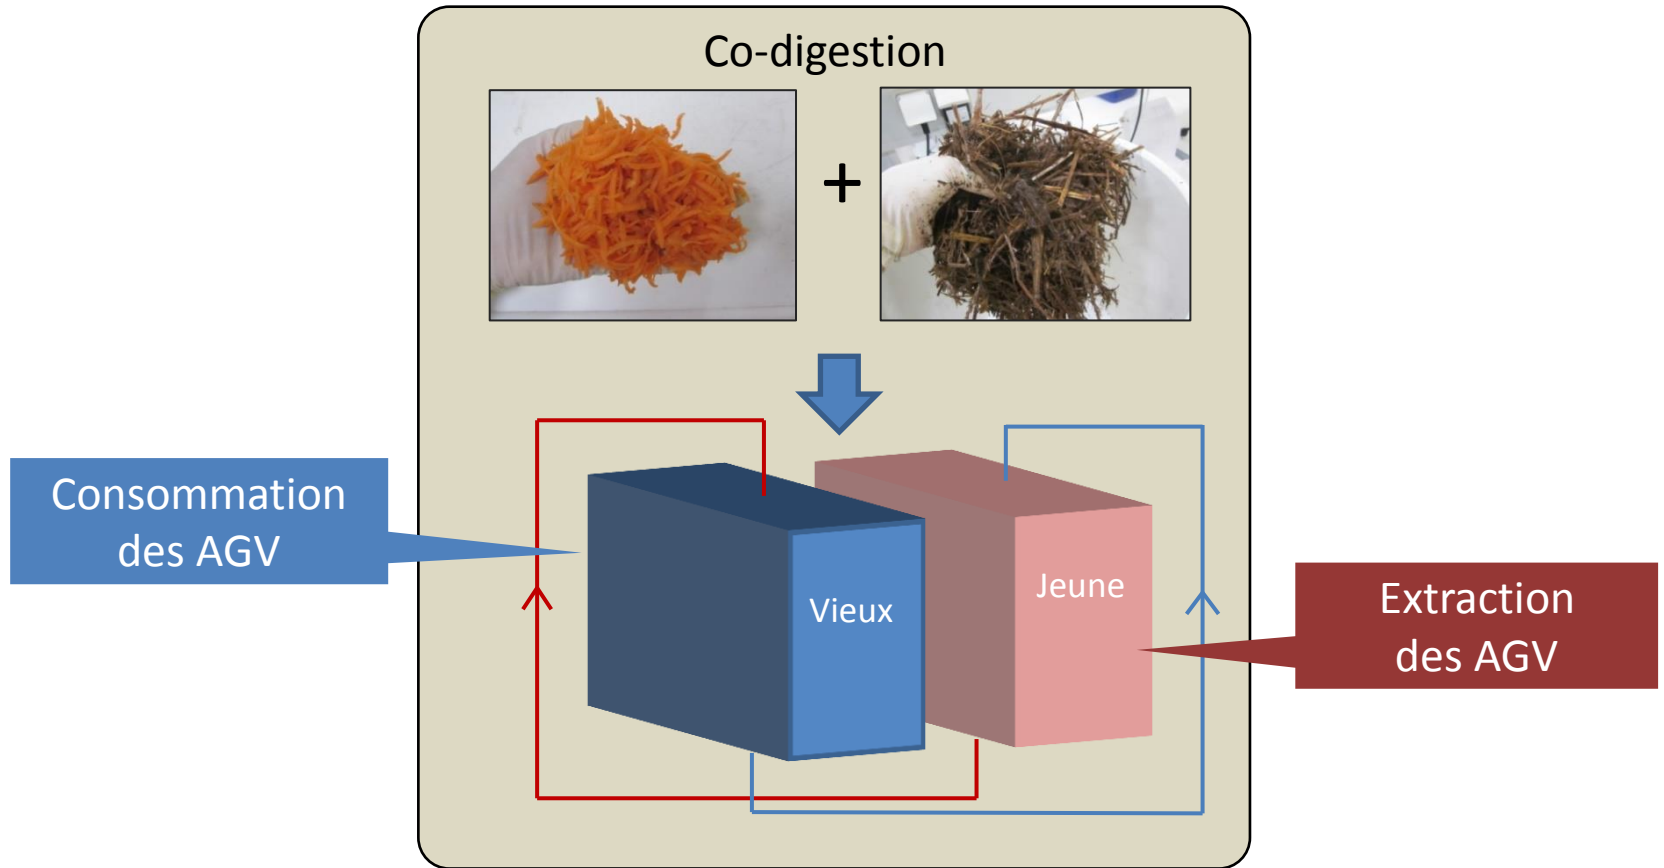 Co-digestion
+
Consommation
des AGV
Vieux
Jeune
Extraction
des AGV